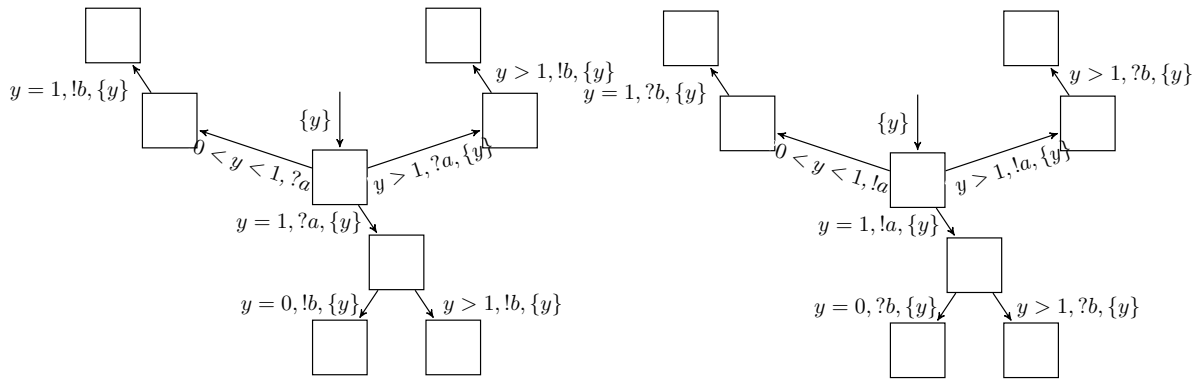 y = 1, !b, {y}
y > 1, !b, {y}
{y}
0 < y < 1, ?a
y > 1, ?a, {y}
y = 1, ?a, {y}
y = 0, !b, {y}
y > 1, !b, {y}
y = 1, ?b, {y}
y > 1, ?b, {y}
{y}
0 < y < 1, !a
y > 1, !a, {y}
y = 1, !a, {y}
y = 0, ?b, {y}
y > 1, ?b, {y}